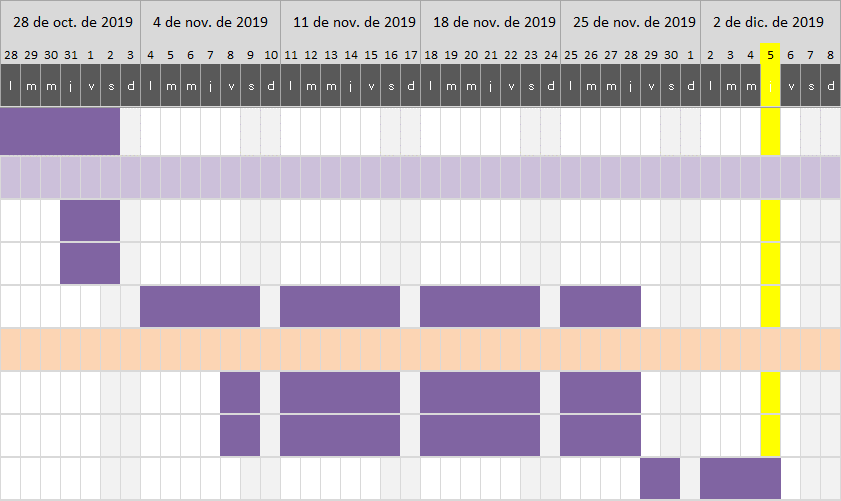 28 de oct. de 2019 4 de nov. de 2019 11 de nov. de 2019 18 de nov. de 2019 25 de nov. de 2019 2 de dic. de 2019
28 29 30 31 1 2 3 4 5 6 7 8 9 10 11 12 13 14 15 16 17 18 19 20 21 22 23 24 25 26 27 28 29 30 1 2 3 4 5 6 7 8
l m m j v s d l m m j v s d l m m j v s d l m m j v s d l m m j v s d l m m j v s d